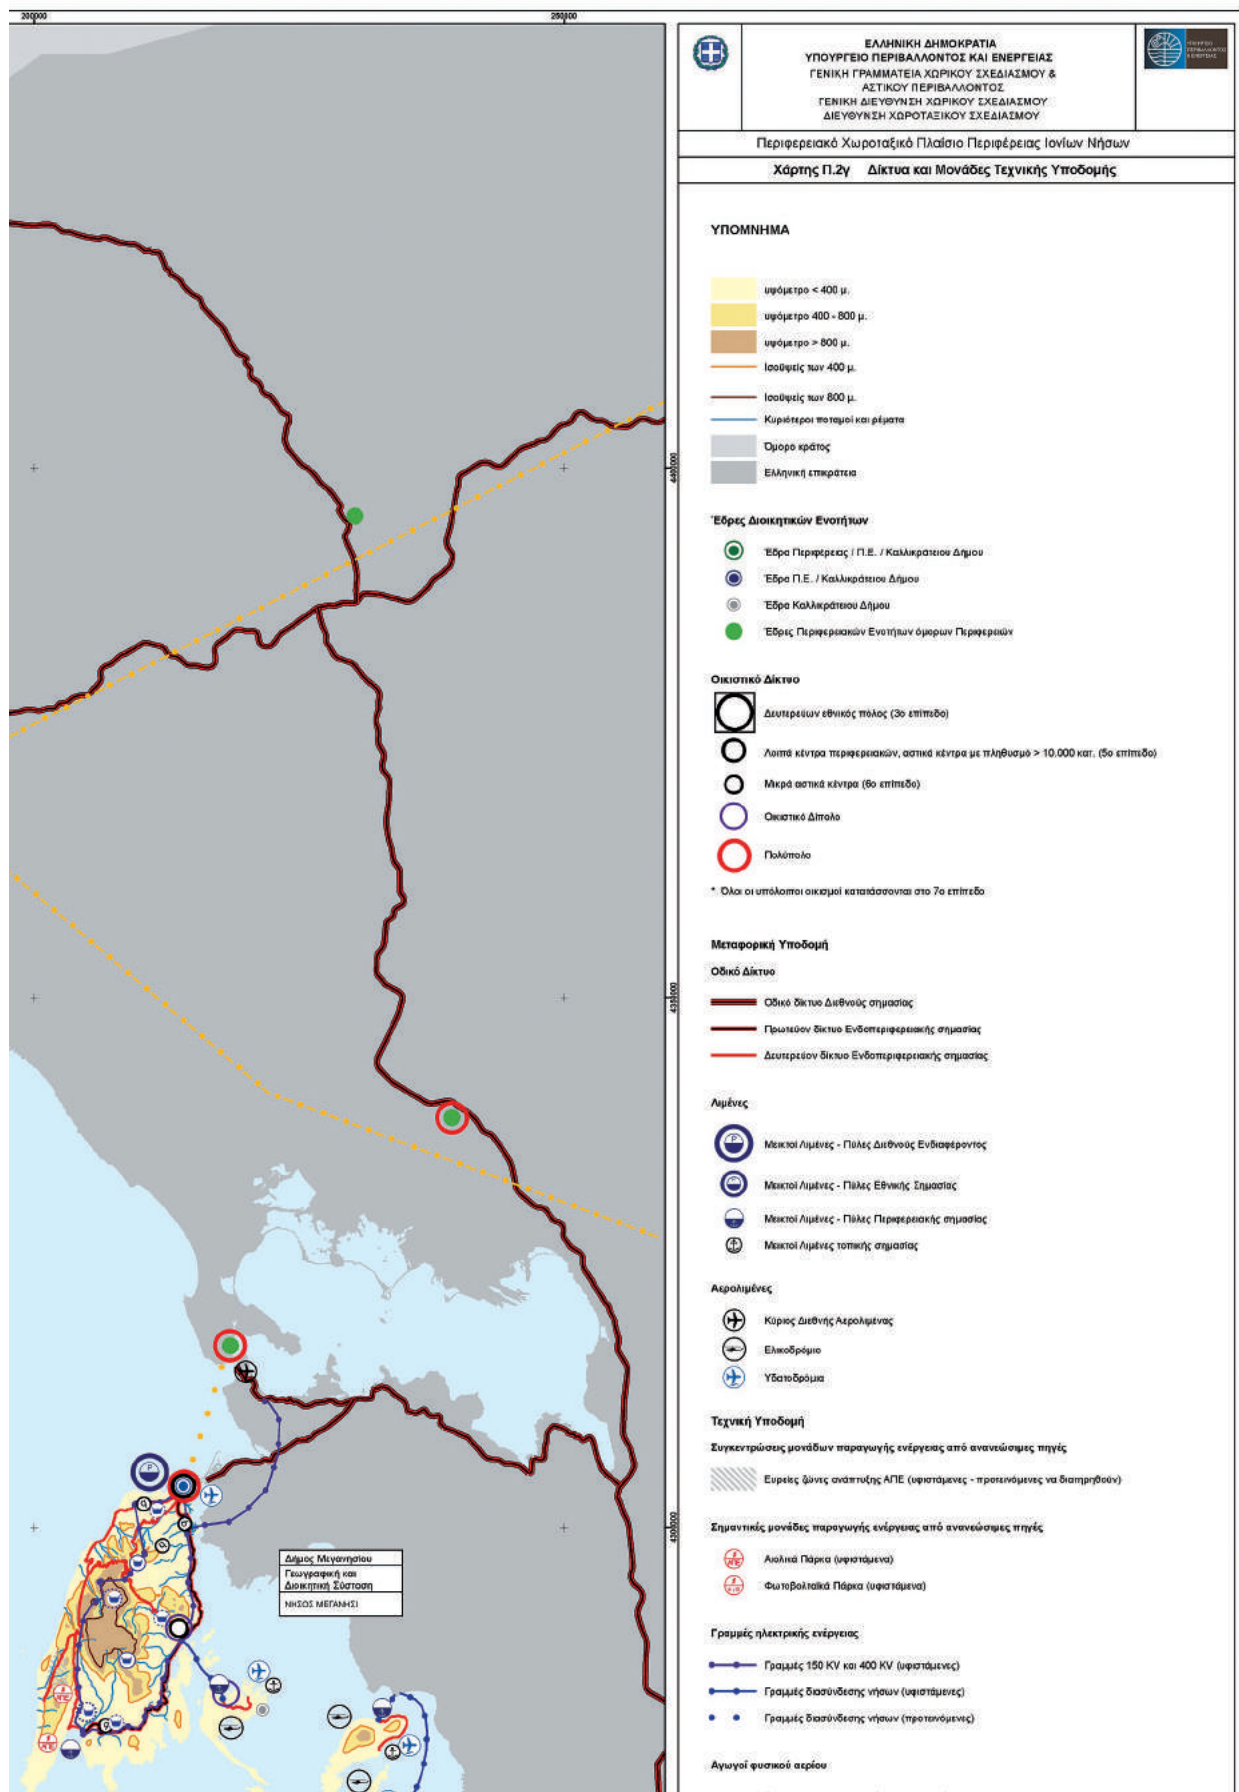 200000
250000
ΕΛΛΗΝΙΚΗ ΔΗΜΟΚΡΑΤΙΑ
ΥΠΟΥΡΓΕΙΟ ΠΕΡΙΒΑΛΛΟΝΤΟΣ ΚΑΙ ΕΝΕΡΓΕΙΑΣ
ΓΕΝΙΚΗ ΓΡΑΜΜΑΤΕΙΑ ΧΩΡΙΚΟΥ ΣΧΕΔΙΑΣΜΟΥ &
ΑΣΤΙΚΟΥ ΠΕΡΙΒΑΛΛΟΝΤΟΣ
ΓΕΝΙΚΗ ΔΙΕΥΘΥΝΣΗ ΧΩΡΙΚΟΥ ΣΧΕΔΙΑΣΜΟΥ
ΔΙΕΥΘΥΝΣΗ ΧΩΡΟΤΑΞΙΚΟΥ ΣΧΕΔΙΑΣΜΟΥ
ΥΠΟΥΡΓΕΙΟ
ΠΕΡΙΒΑΛΛΟΝΤΟΣ
& ΕΝΕΡΓΕΙΑΣ
Περιφερειακό Χωροταξικό Πλαίσιο Περιφέρειας Ιονίων Νήσων
Χάρτης Π.2γ Δίκτυα και Μονάδες Τεχνικής Υποδομής
ΥΠΟΜΝΗΜΑ
υψόμετρο < 400 μ.
υψόμετρο 400 - 800 μ.
υψόμετρο > 800 μ.
Ισοϋψείς των 400 μ.
Ισοϋψείς των 800 μ.
Κυριότεροι ποταμοί και ρέματα
Όμορο κράτος
Ελληνική επικράτεια
4400000
Έδρες Διοικητικών Ενοτήτων
Έδρα Περιφέρειας / Π.Ε. / Καλλικράτειου Δήμου
Έδρα Π.Ε. / Καλλικράτειου Δήμου
Έδρα Καλλικράτειου Δήμου
Έδρες Περιφερειακών Ενοτήτων όμορων Περιφερειών
Οικιστικό Δίκτυο
Δευτερεύων εθνικός πόλος (3ο επίπεδο)
Λοιπά κέντρα περιφερειακών, αστικά κέντρα με πληθυσμό > 10.000 κατ. (5ο επίπεδο)
Μικρά αστικά κέντρα (6ο επίπεδο)
Οικιστικό Δίπολο
Πολύπολο
* Όλοι οι υπόλοιποι οικισμοί κατατάσσονται στο 7ο επίπεδο
Μεταφορική Υποδομή
Οδικό Δίκτυο
4350000
Οδικό δίκτυο Διεθνούς σημασίας
Πρωτεύον δίκτυο Ενδοπεριφερειακής σημασίας
Δευτερεύον δίκτυο Ενδοπεριφερειακής σημασίας
Λιμένες
Μεικτοί Λιμένες - Πύλες Διεθνούς Ενδιαφέροντος
Μεικτοί Λιμένες - Πύλες Εθνικής Σημασίας
Μεικτοί Λιμένες - Πύλες Περιφερειακής σημασίας
Μεικτοί Λιμένες τοπικής σημασίας
Αερολιμένες
Κύριος Διεθνής Αερολιμένας
Ελικοδρόμιο
Υδατοδρόμια
Τεχνική Υποδομή
Συγκεντρώσεις μονάδων παραγωγής ενέργειας από ανανεώσιμες πηγές
Ευρείες ζώνες ανάπτυξης ΑΠΕ (υφιστάμενες - προτεινόμενες να διατηρηθούν)
4300000
Σημαντικές μονάδες παραγωγής ενέργειας από ανανεώσιμες πηγές
Αιολικά Πάρκα (υφιστάμενα)
Φωτοβολταϊκά Πάρκα (υφιστάμενα)
Δήμος Μεγανησίου
Γεωγραφική και
Διοικητική Σύσταση
ΝΗΣΟΣ ΜΕΓΑΝΗΣΙ
Γραμμές ηλεκτρικής ενέργειας
Γραμμές 150 KV και 400 KV (υφιστάμενες)
Γραμμές διασύνδεσης νήσων (υφιστάμενες)
Γραμμές διασύνδεσης νήσων (προτεινόμενες)
Αγωγοί φυσικού αερίου